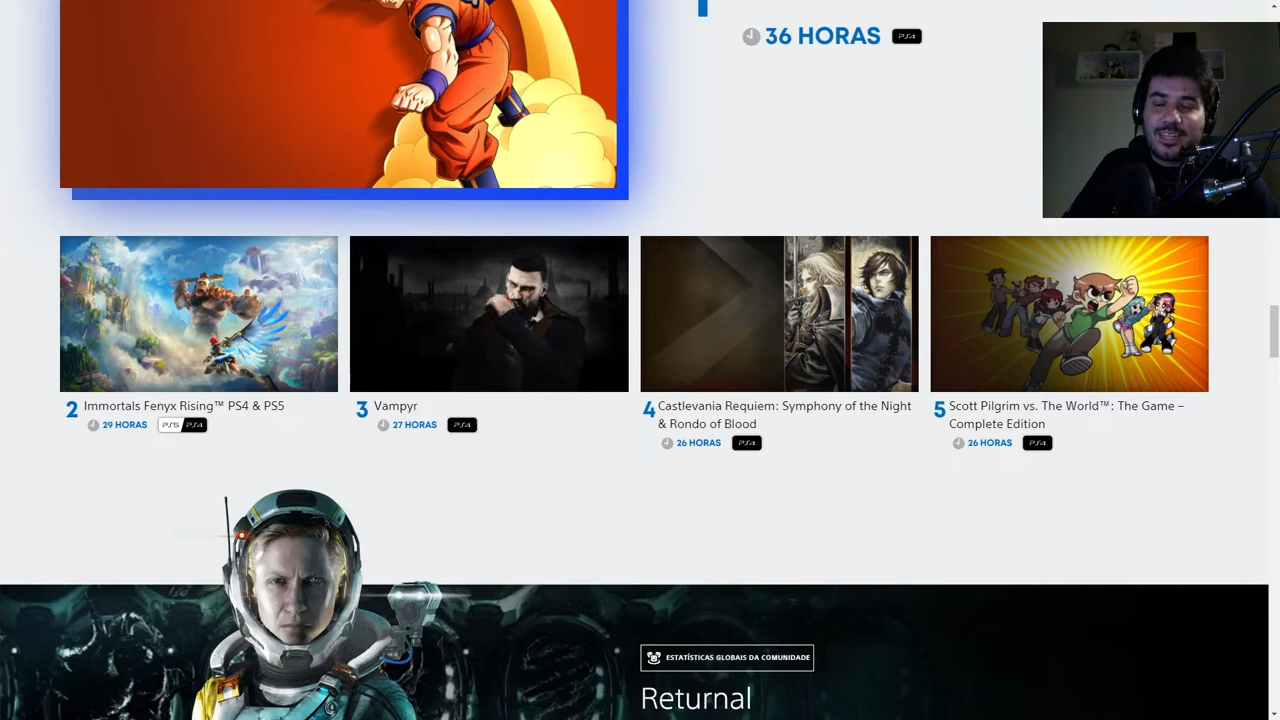 36 HORAS PS4
2 Immortals Fenyx Rising™ PS4 & PS5
29 HORAS PS5 PS4
3 Vampyr
27 HORAS PS4
4 Castlevania Requiem: Symphony of the Night
& Rondo of Blood
26 HORAS PS4
5 Scott Pilgrim vs. The World™: The Game –
Complete Edition
26 HORAS PS4
ESTATÍSTICAS GLOBAIS DA COMUNIDADE
Returnal